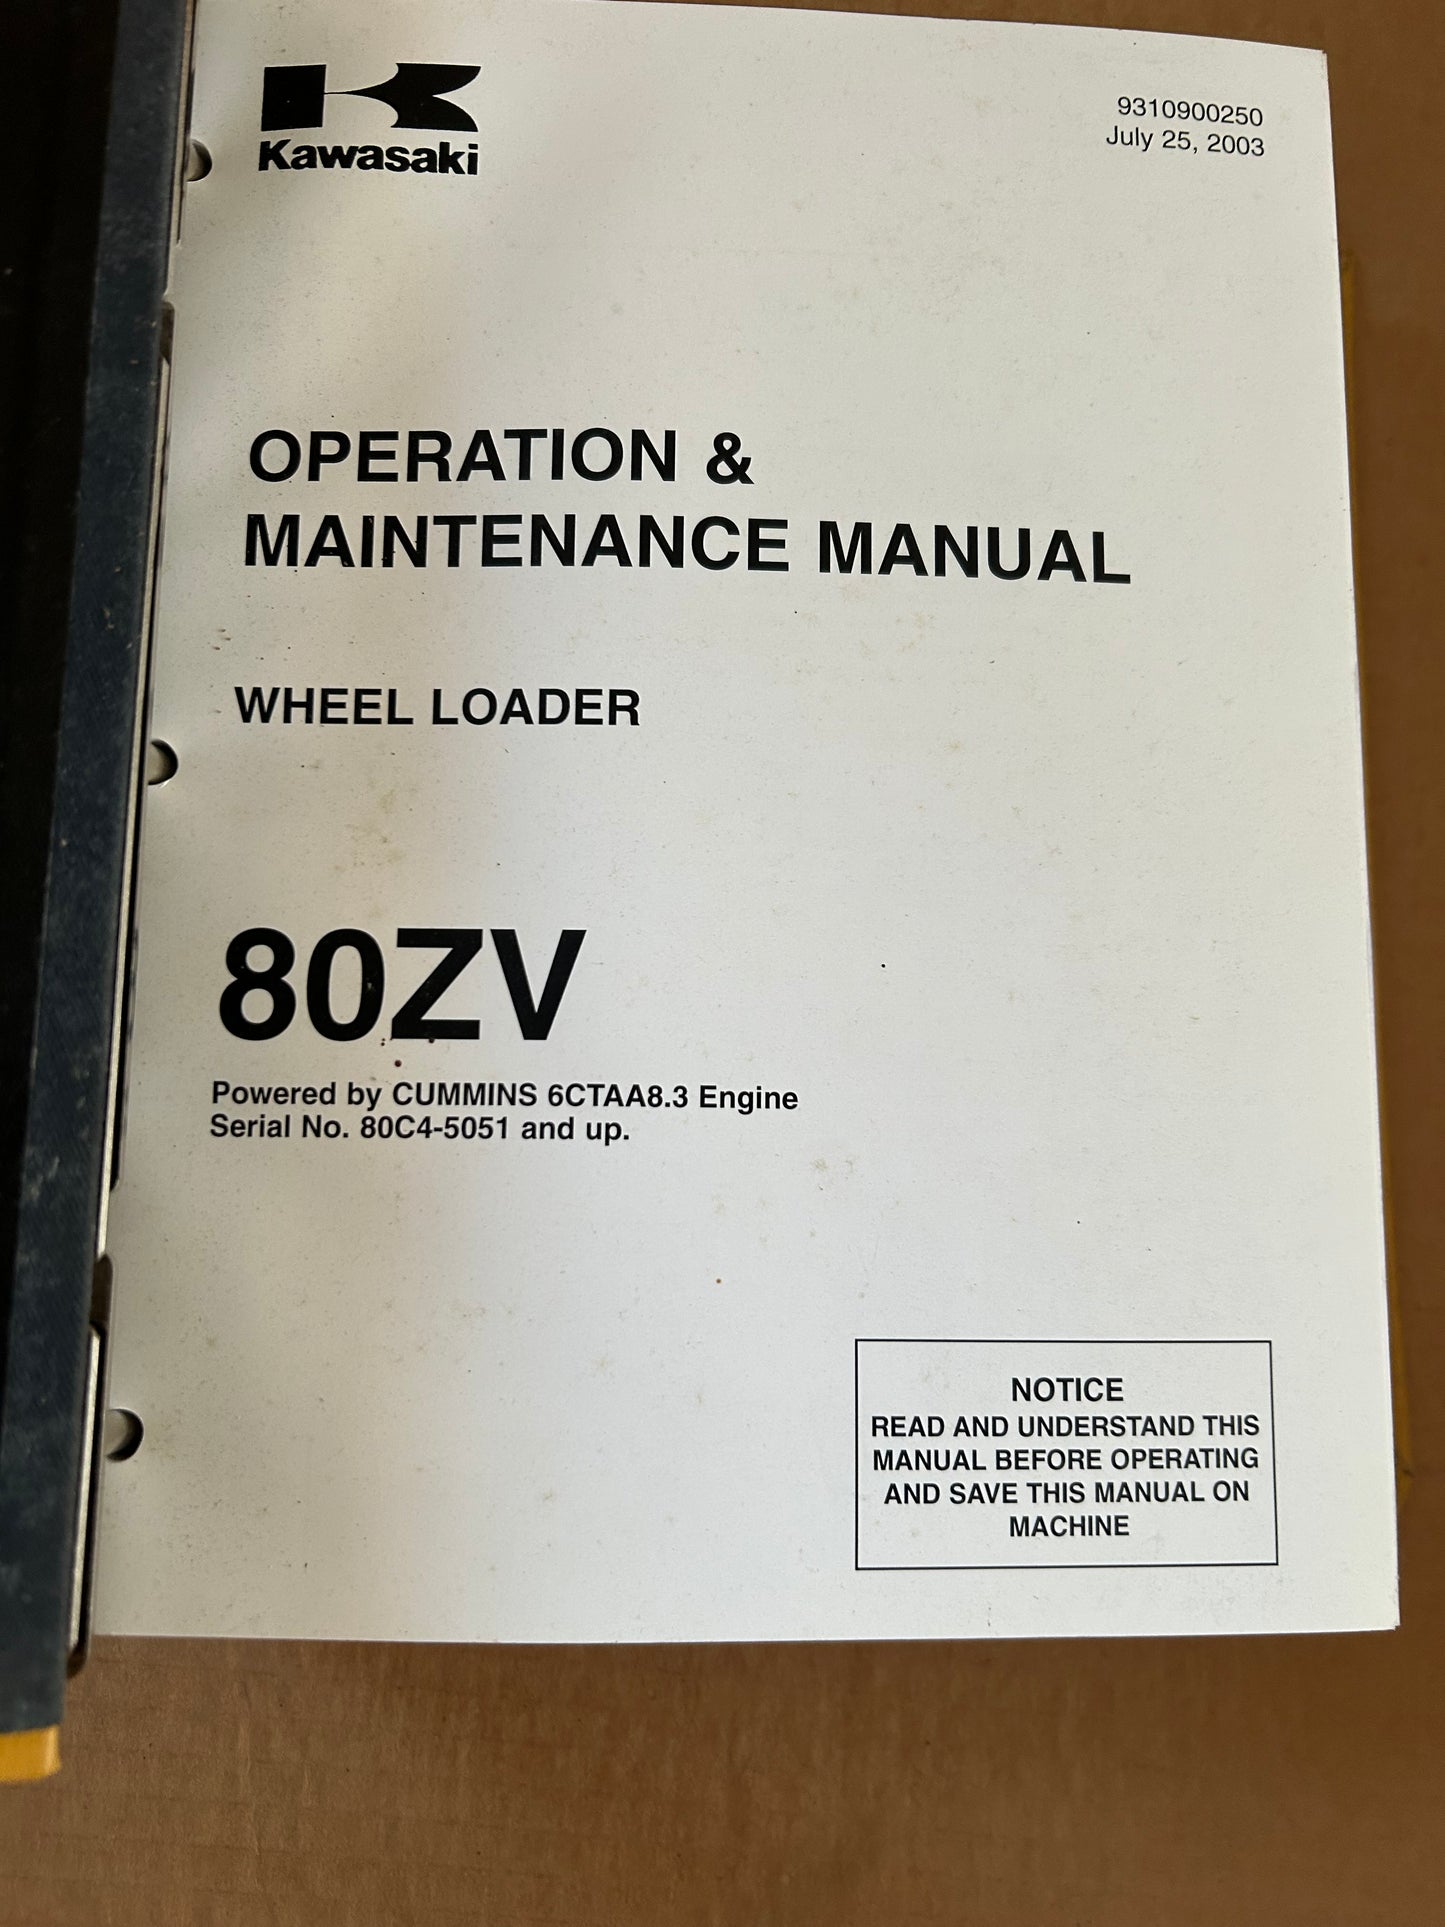 Kawasaki
9310900250
July 25, 2003
OPERATION &
MAINTENANCE MANUAL
WHEEL LOADER
80ZV
Powered by CUMMINS 6CTAA8.3 Engine
Serial No. 80C4-5051 and up.
NOTICE
READ AND UNDERSTAND THIS
MANUAL BEFORE OPERATING
AND SAVE THIS MANUAL ON
MACHINE